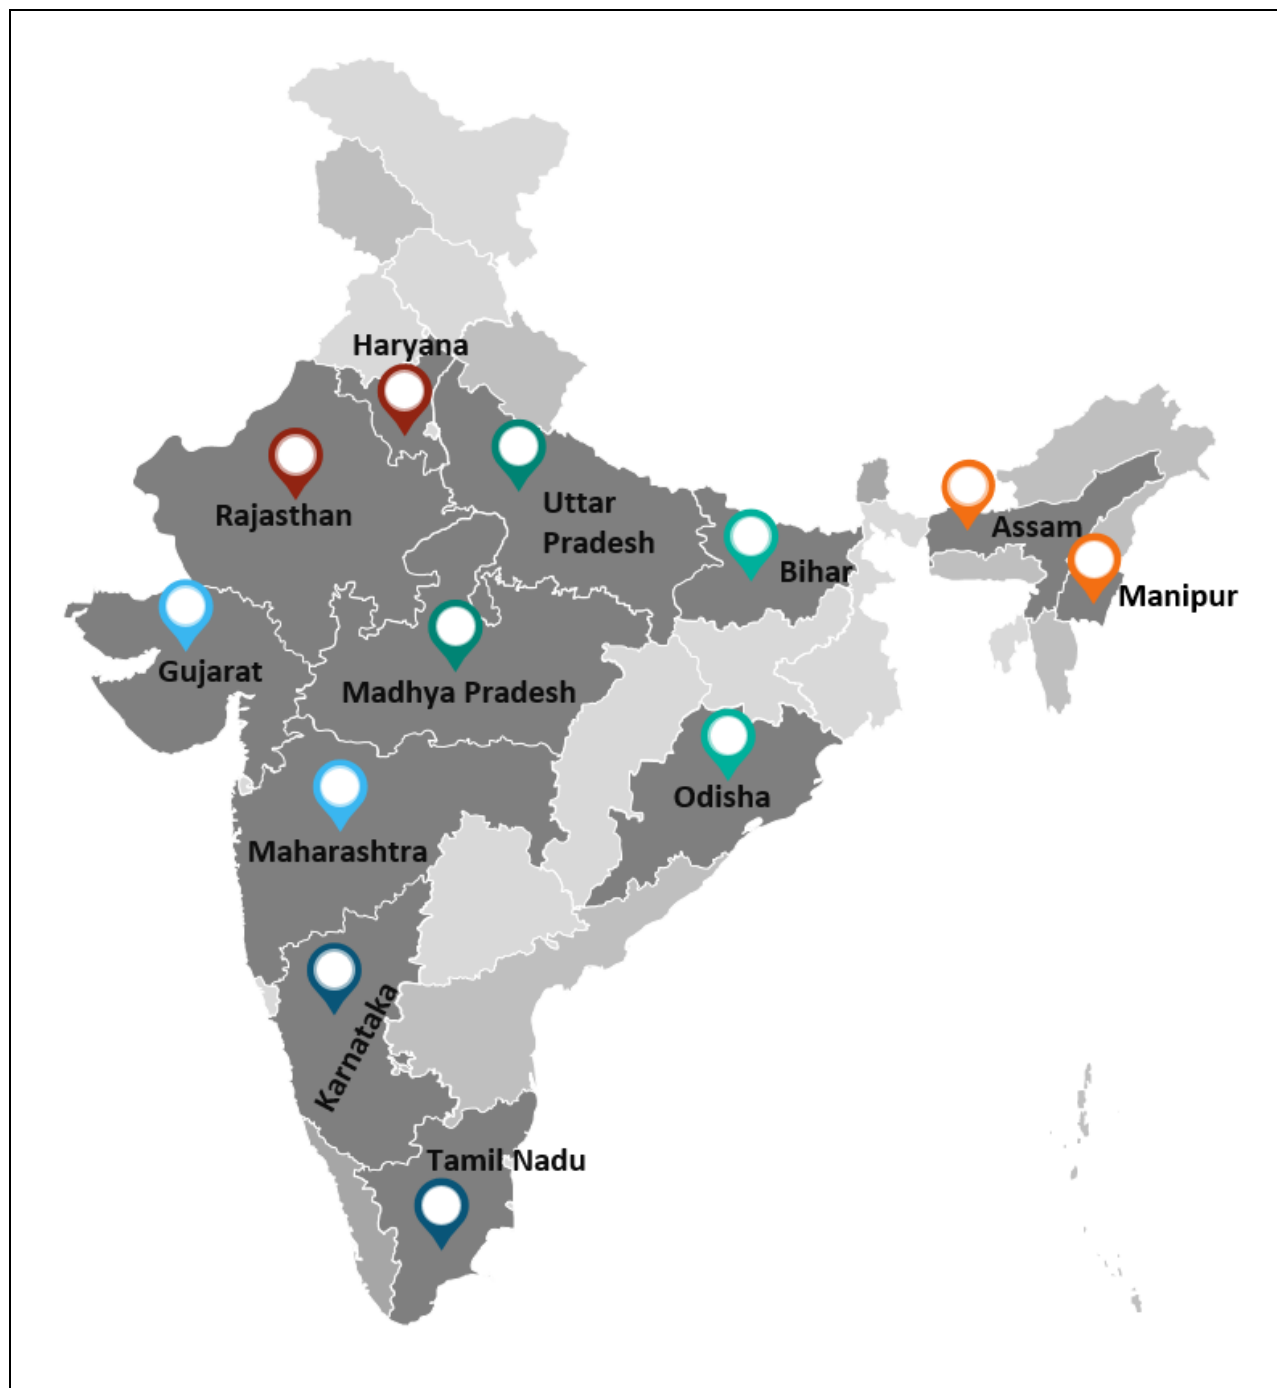 Haryana
Rajasthan
Uttar
Pradesh
Assam
Bihar
Manipur
Gujarat
Madhya Pradesh
Odisha
Maharashtra
Karnataka
Tamil Nadu